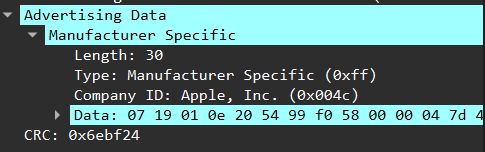 Advertising Data
Manufacturer Specific
Length: 30
Type: Manufacturer Specific (0xff)
Company ID: Apple, Inc. (0x004c)
Data: 07 19 01 0e 20 54 99 f0 58 00 00 04 7d 4
CRC: 0x6ebf24